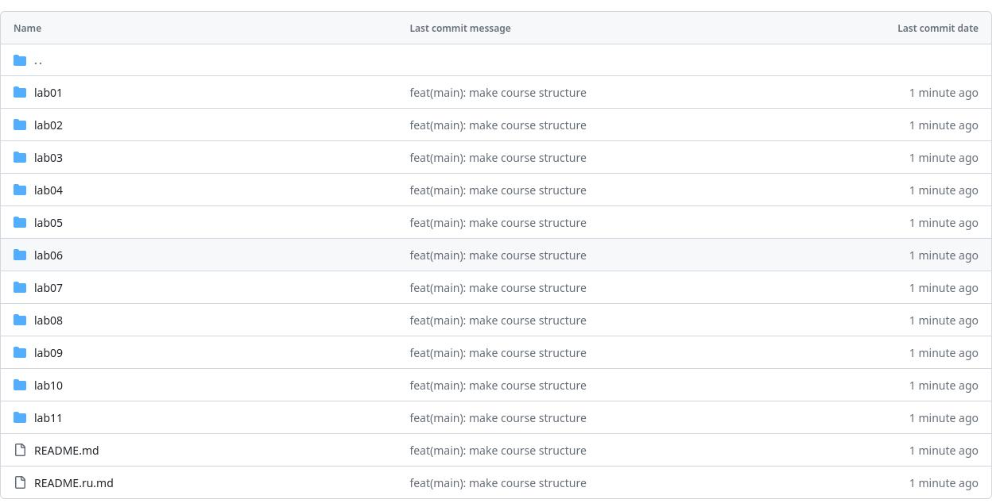 Name Last commit message Last commit date
..
lab01 feat(main): make course structure 1 minute ago
lab02 feat(main): make course structure 1 minute ago
lab03 feat(main): make course structure 1 minute ago
lab04 feat(main): make course structure 1 minute ago
lab05 feat(main): make course structure 1 minute ago
lab06 feat(main): make course structure 1 minute ago
lab07 feat(main): make course structure 1 minute ago
lab08 feat(main): make course structure 1 minute ago
lab09 feat(main): make course structure 1 minute ago
lab10 feat(main): make course structure 1 minute ago
lab11 feat(main): make course structure 1 minute ago
README.md feat(main): make course structure 1 minute ago
README.ru.md feat(main): make course structure 1 minute ago